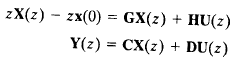 zX(z) − zx(0) = GX(z) + HU(z)
Y(z) = CX(z) + DU(z)